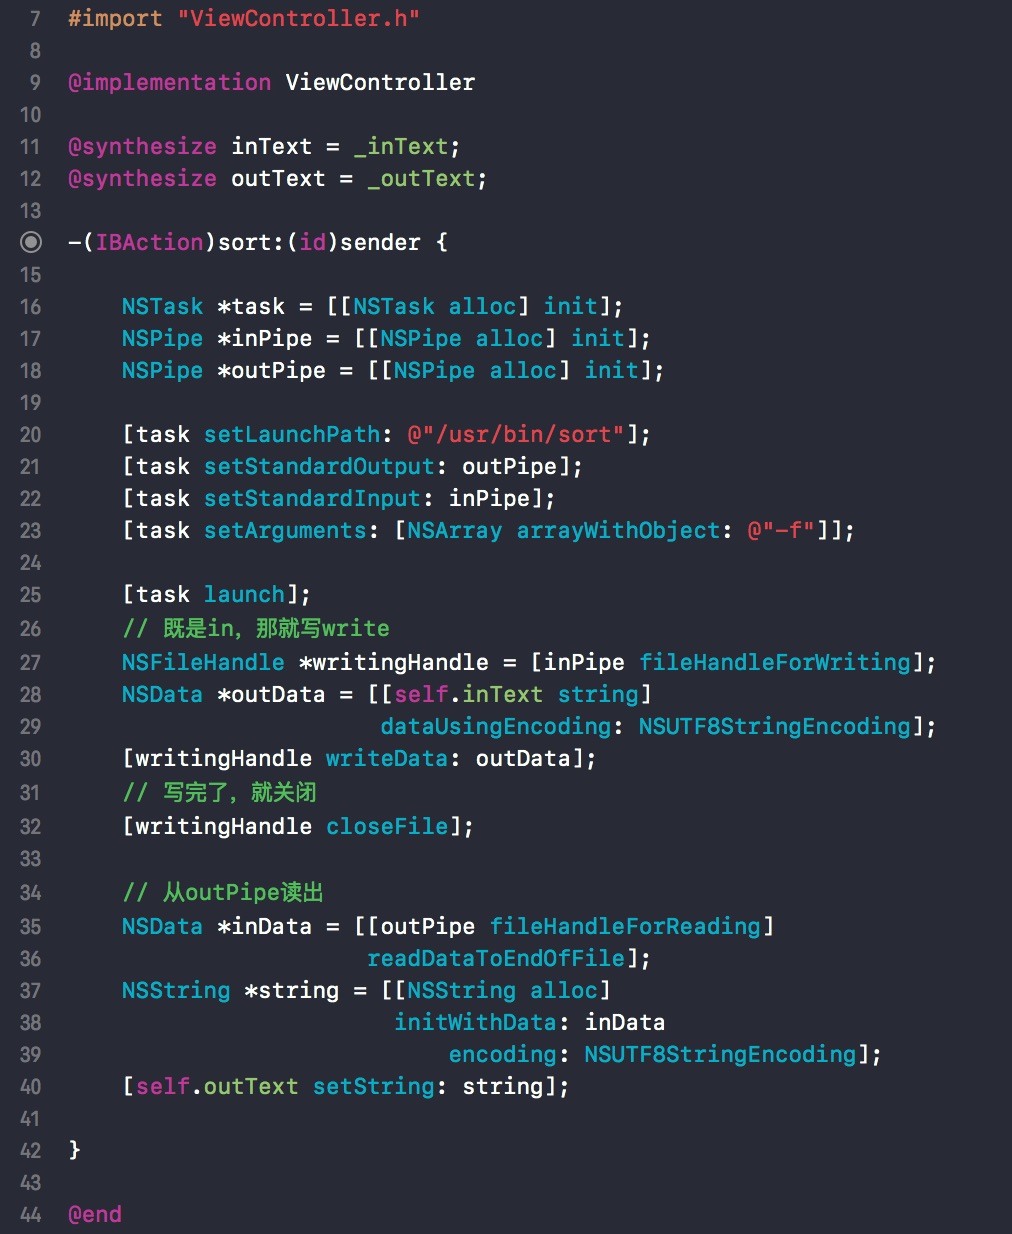 7 #import "ViewController.h"
8
9 @implementation ViewController
10
11 @synthesize inText = _inText;
12 @synthesize outText = _outText;
13
-(IBAction)sort:(id)sender {
15
16     NSTask *task = [[NSTask alloc] init];
17     NSPipe *inPipe = [[NSPipe alloc] init];
18     NSPipe *outPipe = [[NSPipe alloc] init];
19
20     [task setLaunchPath: @"/usr/bin/sort"];
21     [task setStandardOutput: outPipe];
22     [task setStandardInput: inPipe];
23     [task setArguments: [NSArray arrayWithObject: @"-f"]];
24
25     [task launch];
26     // 既是in，那就写write
27     NSFileHandle *writingHandle = [inPipe fileHandleForWriting];
28     NSData *outData = [[self.inText string]
29                        dataUsingEncoding: NSUTF8StringEncoding];
30     [writingHandle writeData: outData];
31     // 写完了，就关闭
32     [writingHandle closeFile];
33
34     // 从outPipe读出
35     NSData *inData = [[outPipe fileHandleForReading]
36                       readDataToEndOfFile];
37     NSString *string = [[NSString alloc]
38                         initWithData: inData
39                             encoding: NSUTF8StringEncoding];
40     [self.outText setString: string];
41
42 }
43
44 @end